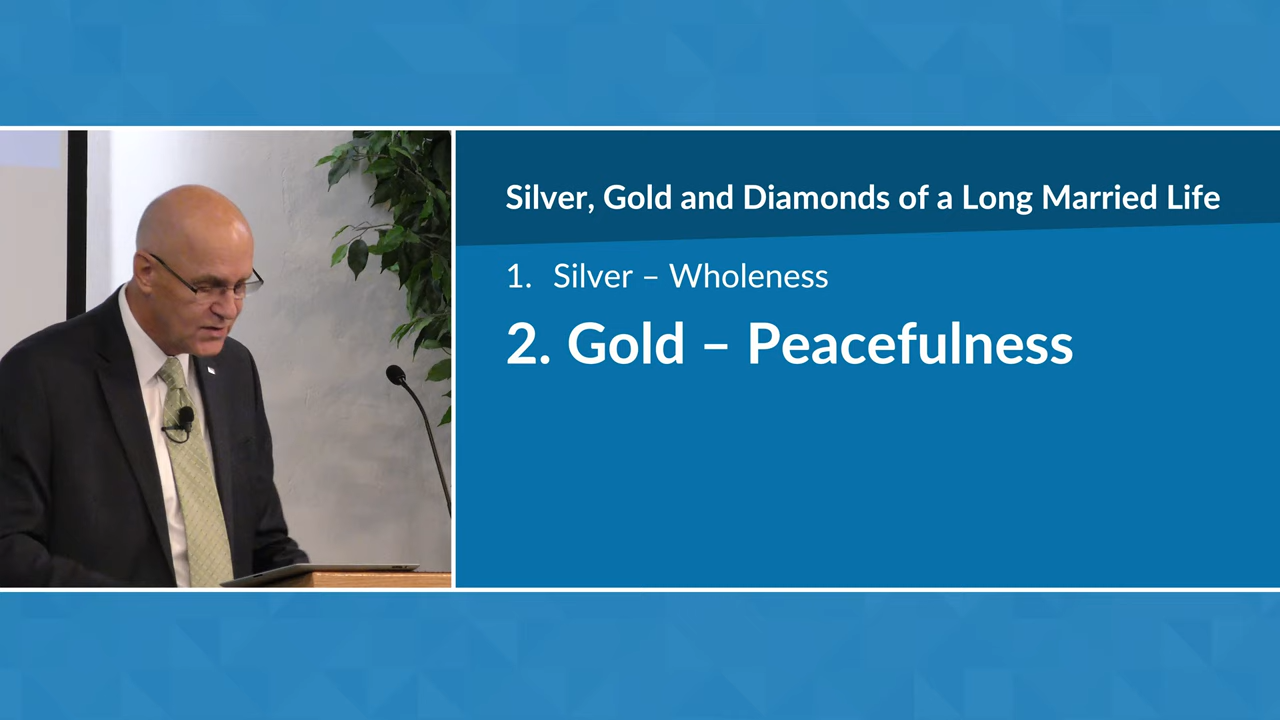 Silver, Gold and Diamonds of a Long Married Life
1. Silver – Wholeness
2. Gold – Peacefulness